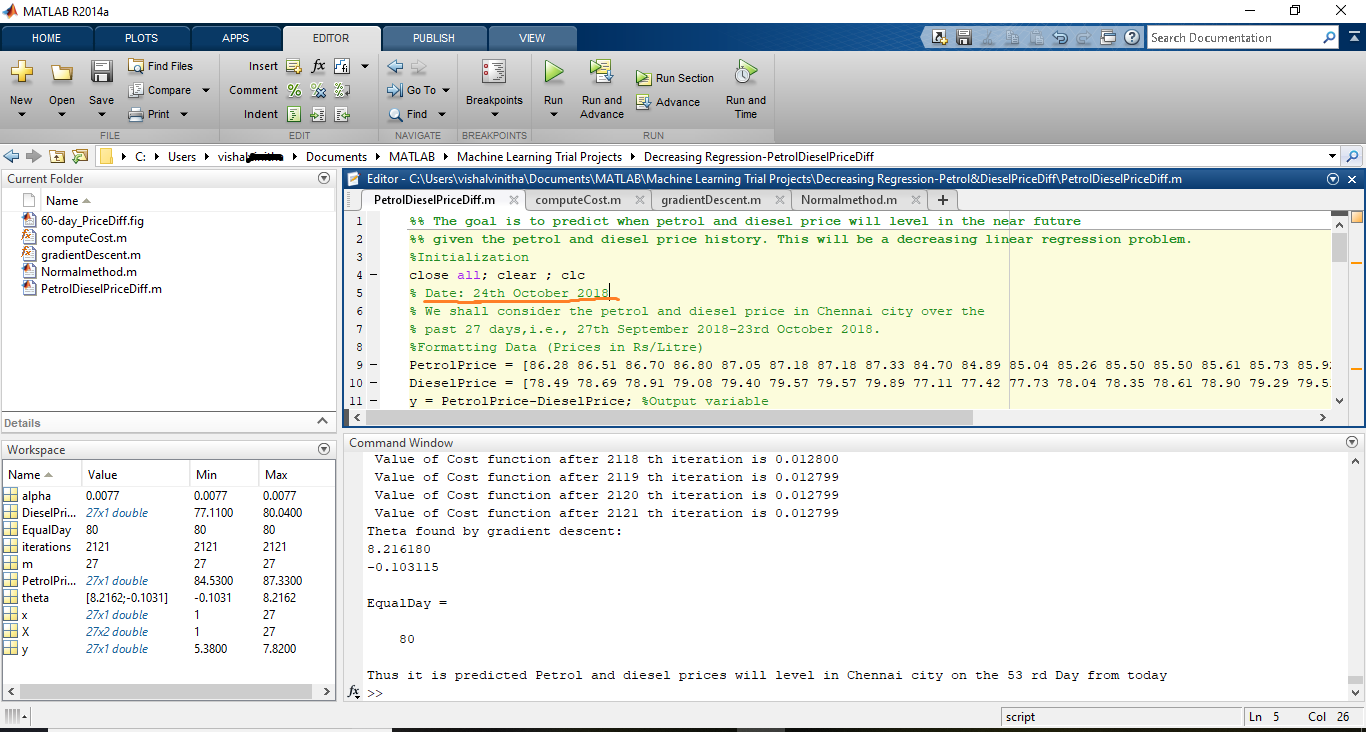 MATLAB R2014a
HOME PLOTS APPS EDITOR PUBLISH VIEW
Search Documentation
New Open Save
Find Files
Compare
Print
FILE
Insert
Comment
Indent
fx
EDIT
Go To
Find
NAVIGATE
Breakpoints
BREAKPOINTS
Run
Run and Advance
Run Section
Advance
Run and Time
RUN
C: Users vishal Documents MATLAB Machine Learning Trial Projects Decreasing Regression-PetrolDieselPriceDiff
Current Folder
Name
60-day_PriceDiff.fig
computeCost.m
gradientDescent.m
Normalmethod.m
PetrolDieselPriceDiff.m
Details
Workspace
Name Value Min Max
alpha 0.0077 0.0077 0.0077
DieselPri... 27x1 double 77.1100 80.0400
EqualDay 80 80 80
iterations 2121 2121 2121
m 27 27 27
PetrolPri... 27x1 double 84.5300 87.3300
theta [8.2162;-0.1031] -0.1031 8.2162
x 27x1 double 1 27
X 27x2 double 1 27
y 27x1 double 5.3800 7.8200
Editor - C:\Users\vishalvinitha\Documents\MATLAB\Machine Learning Trial Projects\Decreasing Regression-Petrol&DieselPriceDiff\PetrolDieselPriceDiff.m
PetrolDieselPriceDiff.m computeCost.m gradientDescent.m Normalmethod.m
1 %% The goal is to predict when petrol and diesel price will level in the near future
2 %% given the petrol and diesel price history. This will be a decreasing linear regression problem.
3 %Initialization
4 – close all; clear ; clc
5 % Date: 24th October 2018
6 % We shall consider the petrol and diesel price in Chennai city over the
7 % past 27 days,i.e., 27th September 2018-23rd October 2018.
8 %Formatting Data (Prices in Rs/Litre)
9 – PetrolPrice = [86.28 86.51 86.70 86.80 87.05 87.18 87.18 87.33 84.70 84.89 85.04 85.26 85.50 85.50 85.61 85.73 85.9
10 – DieselPrice = [78.49 78.69 78.91 79.08 79.40 79.57 79.57 79.89 77.11 77.42 77.73 78.04 78.35 78.61 78.90 79.29 79.5
11 – y = PetrolPrice-DieselPrice; %Output variable
Command Window
Value of Cost function after 2118 th iteration is 0.012800
Value of Cost function after 2119 th iteration is 0.012799
Value of Cost function after 2120 th iteration is 0.012799
Value of Cost function after 2121 th iteration is 0.012799
Theta found by gradient descent:
8.216180
-0.103115
EqualDay =
80
Thus it is predicted Petrol and diesel prices will level in Chennai city on the 53 rd Day from today
fx >>
script Ln 5 Col 26